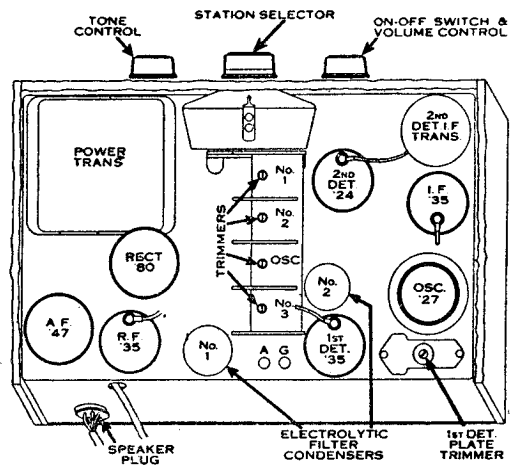 TONE
CONTROL
STATION SELECTOR
ON-OFF SWITCH &
VOLUME CONTROL
POWER
TRANS
2ND
DET I.F
TRANS.
2ND
DET.
'24
I.F.
'35
TRIMMERS
No.
1
No.
2
OSC
No.
3
RECT
'80
No.
2
OSC.
'27
A.F.
'47
R.F.
'35
No.
1
A G
1ST
DET.
'35
SPEAKER
PLUG
ELECTROLYTIC
FILTER
CONDENSERS
1ST DET.
PLATE
TRIMMER